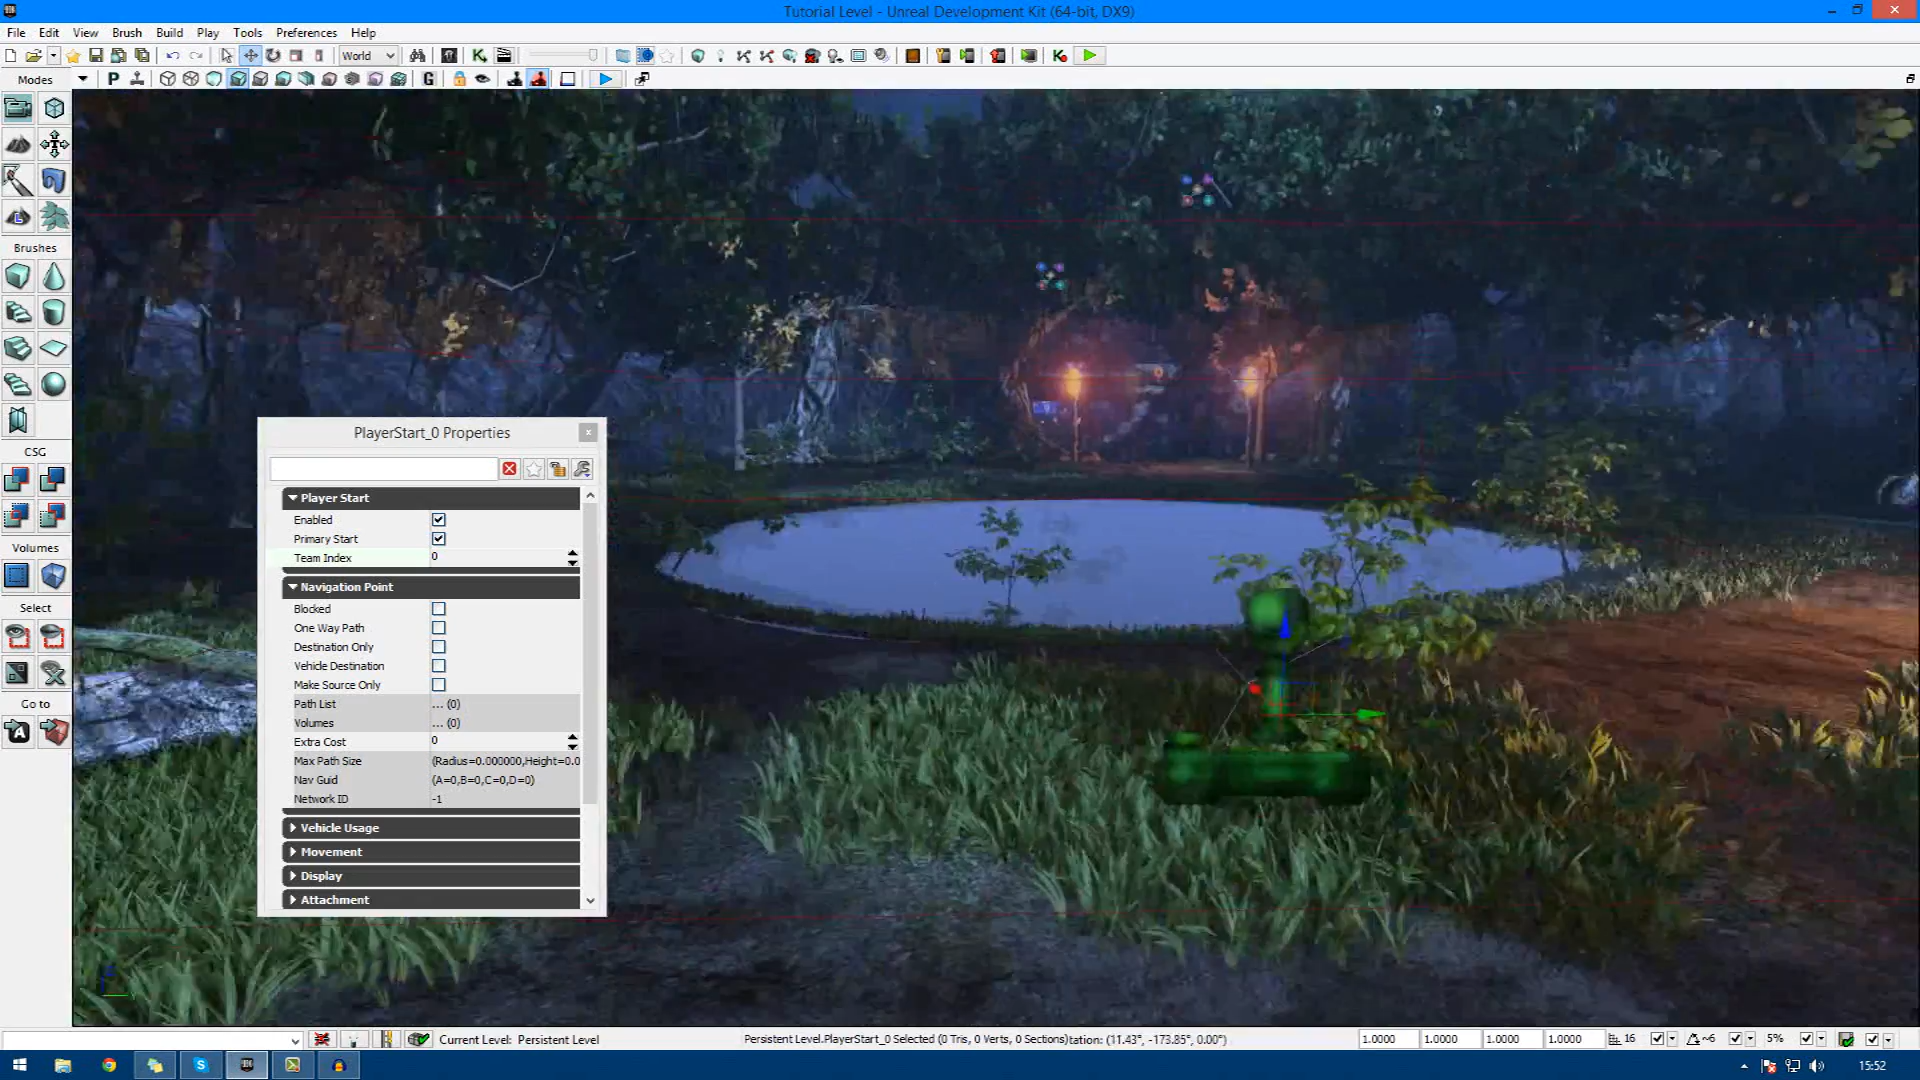 Tutorial Level - Unreal Development Kit (64-bit, DX9)
File Edit View Brush Build Play Tools Preferences Help
World
Modes
P
G
Brushes
CSG
Volumes
Select
Go to
PlayerStart_0 Properties
Player Start
Enabled
Primary Start
Team Index 0
Navigation Point
Blocked
One Way Path
Destination Only
Vehicle Destination
Make Source Only
Path List ... (0)
Volumes ... (0)
Extra Cost 0
Max Path Size (Radius=0.000000,Height=0.0
Nav Guid (A=0,B=0,C=0,D=0)
Network ID -1
Vehicle Usage
Movement
Display
Attachment
Current Level: Persistent Level
Persistent Level.PlayerStart_0 Selected (0 Tris, 0 Verts, 0 Sections)tation: (11.43°, -173.85°, 0.00°)
1.0000 1.0000 1.0000 1.0000 16 ~6 5%
15:52